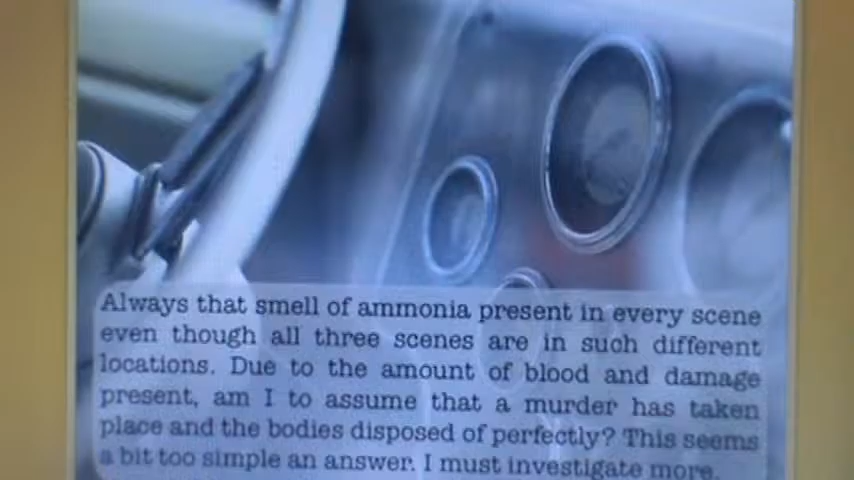 Always that smell of ammonia present in every scene
even though all three scenes are in such different
locations. Due to the amount of blood and damage
present, am I to assume that a murder has taken
place and the bodies disposed of perfectly? This seems
a bit too simple an answer. I must investigate more.